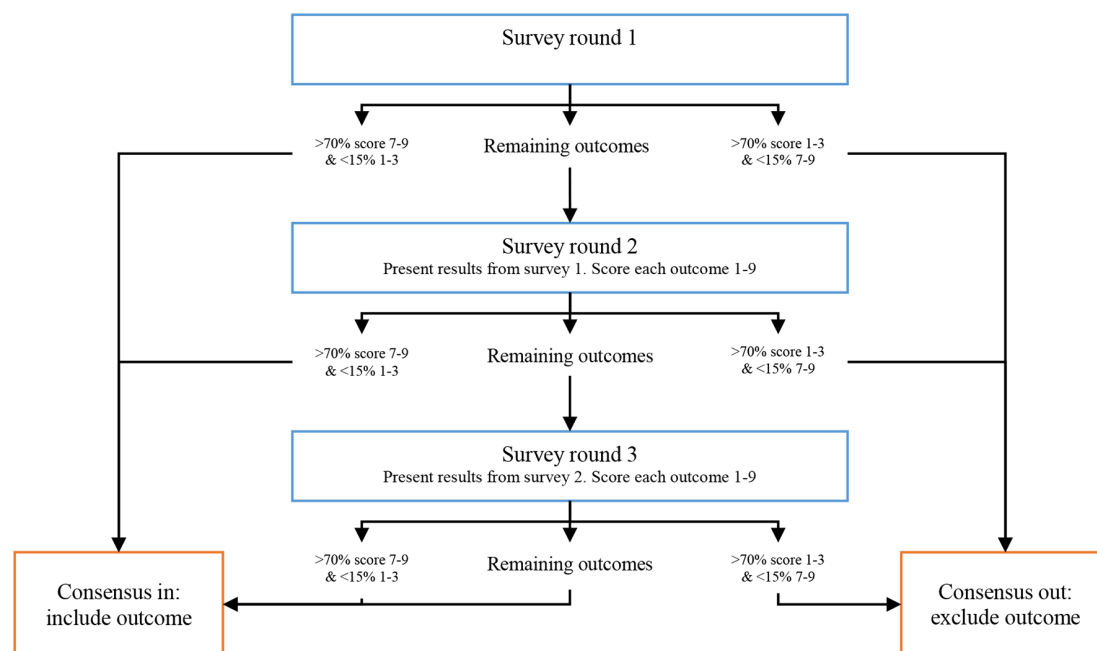 Survey round 1
>70% score 7-9
& <15% 1-3
Remaining outcomes
>70% score 1-3
& <15% 7-9
Survey round 2
Present results from survey 1. Score each outcome 1-9
>70% score 7-9
& <15% 1-3
Remaining outcomes
>70% score 1-3
& <15% 7-9
Survey round 3
Present results from survey 2. Score each outcome 1-9
>70% score 7-9
& <15% 1-3
Remaining outcomes
>70% score 1-3
& <15% 7-9
Consensus in:
include outcome
Consensus out:
exclude outcome